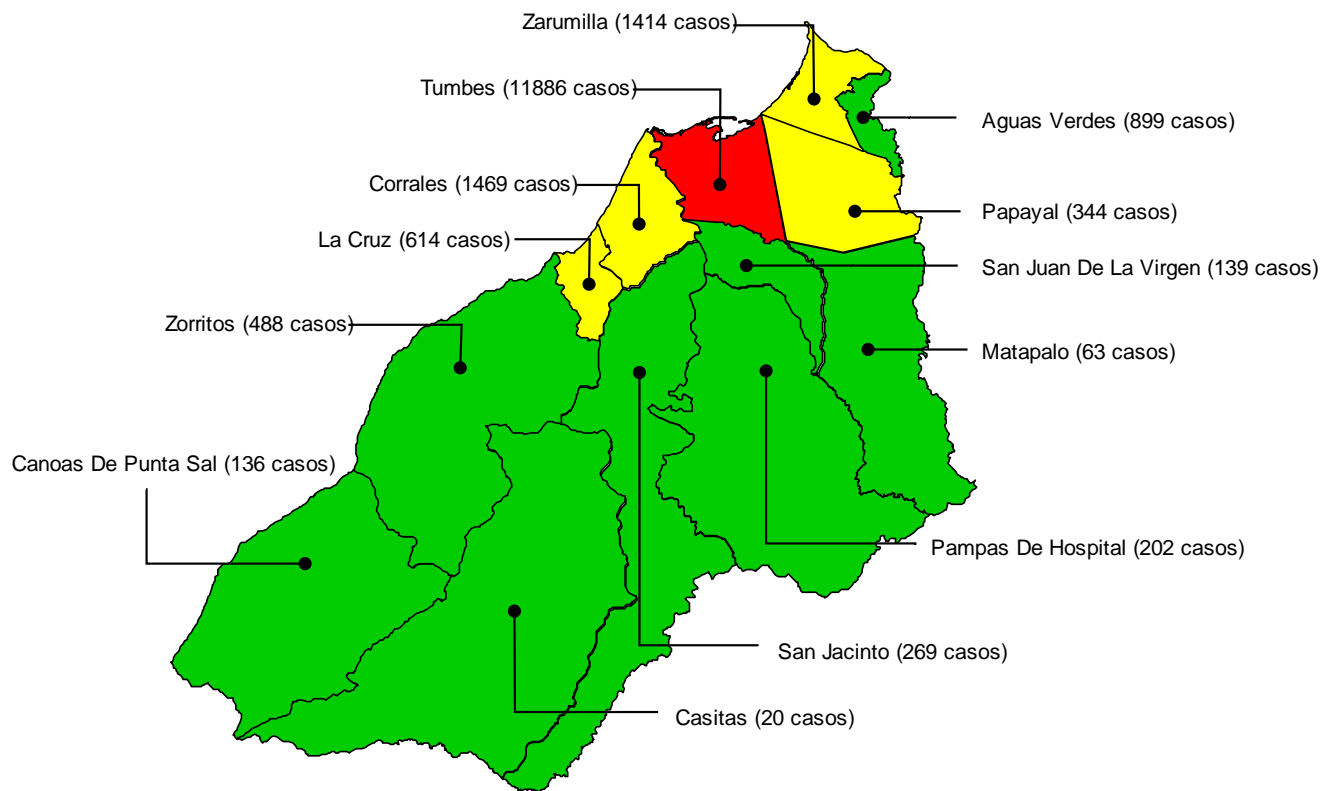 Zarumilla (1414 casos)
Tumbes (11886 casos)
Aguas Verdes (899 casos)
Corrales (1469 casos)
Papayal (344 casos)
La Cruz (614 casos)
San Juan De La Virgen (139 casos)
Zorritos (488 casos)
Matapalo (63 casos)
Canoas De Punta Sal (136 casos)
Pampas De Hospital (202 casos)
San Jacinto (269 casos)
Casitas (20 casos)